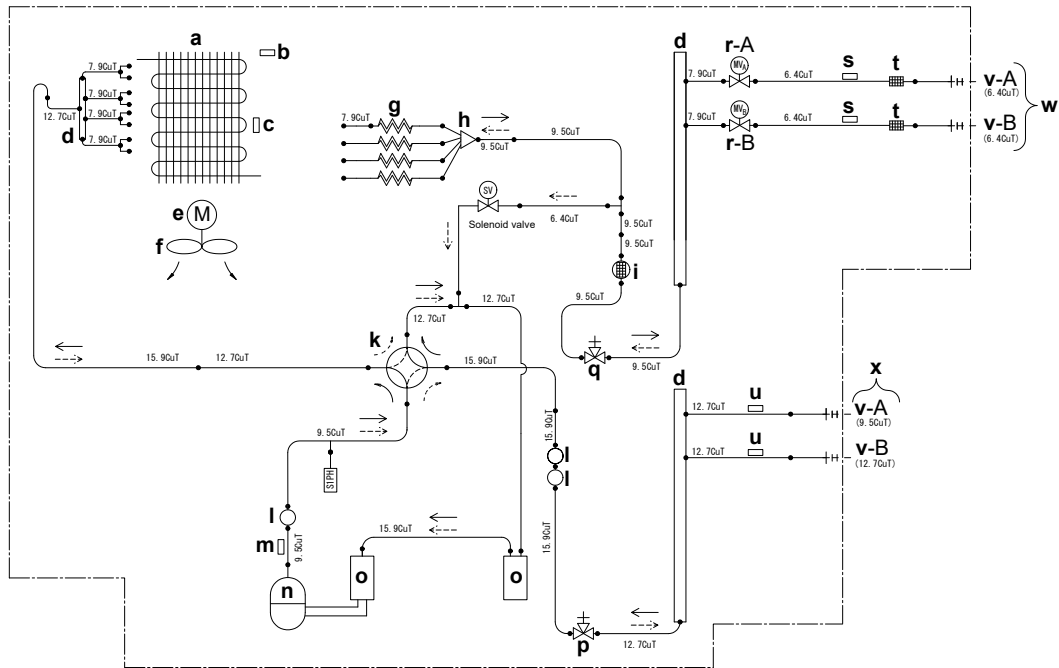 a
b
7.9CuT
7.9CuT
7.9CuT
7.9CuT
12.7CuT
d
c
e M
f
g
h
7.9CuT
9.5CuT
9.5CuT
SV
Solenoid valve
6.4CuT
9.5CuT
9.5CuT
i
9.5CuT
q
9.5CuT
d
r-A
MVA
7.9CuT
6.4CuT
s
t
v-A
(6.4CuT)
7.9CuT
MVB
r-B
6.4CuT
s
t
v-B
(6.4CuT)
w
12.7CuT
k
15.9CuT
12.7CuT
15.9CuT
9.5CuT
S1PH
l
m
9.5CuT
n
15.9CuT
o
o
15.9CuT
l
l
15.9CuT
p
12.7CuT
d
12.7CuT
u
x
v-A
(9.5CuT)
12.7CuT
u
v-B
(12.7CuT)